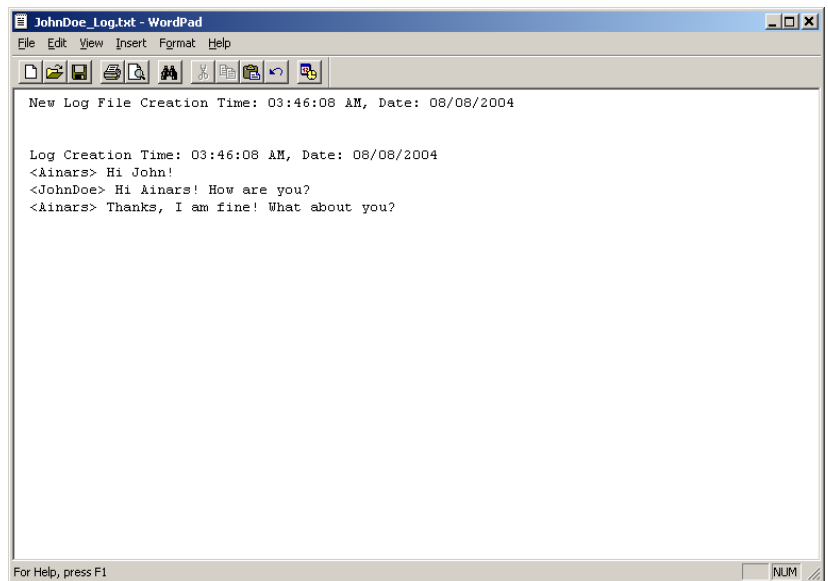 JohnDoe_Log.txt - WordPad
File Edit View Insert Format Help
New Log File Creation Time: 03:46:08 AM, Date: 08/08/2004
Log Creation Time: 03:46:08 AM, Date: 08/08/2004
<Ainars> Hi John!
<JohnDoe> Hi Ainars! How are you?
<Ainars> Thanks, I am fine! What about you?
For Help, press F1
NUM